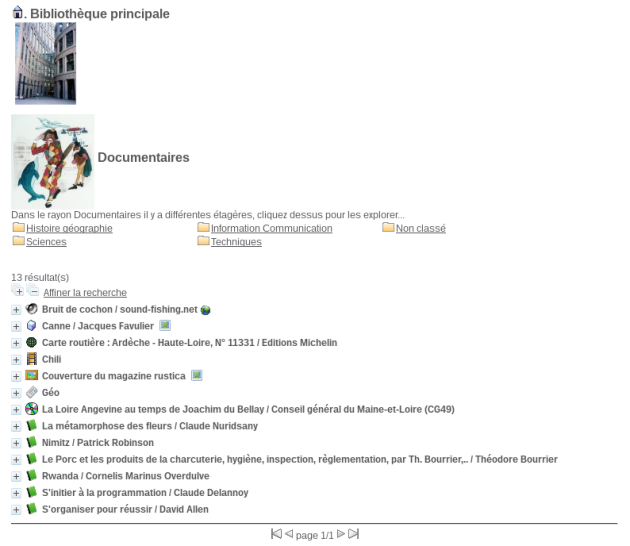 . Bibliothèque principale
Documentaires
Dans le rayon Documentaires il y a différentes étagères, cliquez dessus pour les explorer...
Histoire géographie Information Communication Non classé
Sciences Techniques
13 résultat(s)
Affiner la recherche
Bruit de cochon / sound-fishing.net
Canne / Jacques Favulier
Carte routière : Ardèche - Haute-Loire, N° 11331 / Editions Michelin
Chili
Couverture du magazine rustica
Géo
La Loire Angevine au temps de Joachim du Bellay / Conseil général du Maine-et-Loire (CG49)
La métamorphose des fleurs / Claude Nuridsany
Nimitz / Patrick Robinson
Le Porc et les produits de la charcuterie, hygiène, inspection, règlementation, par Th. Bourrier,.. / Théodore Bourrier
Rwanda / Cornelis Marinus Overdulve
S'initier à la programmation / Claude Delannoy
S'organiser pour réussir / David Allen
page 1/1